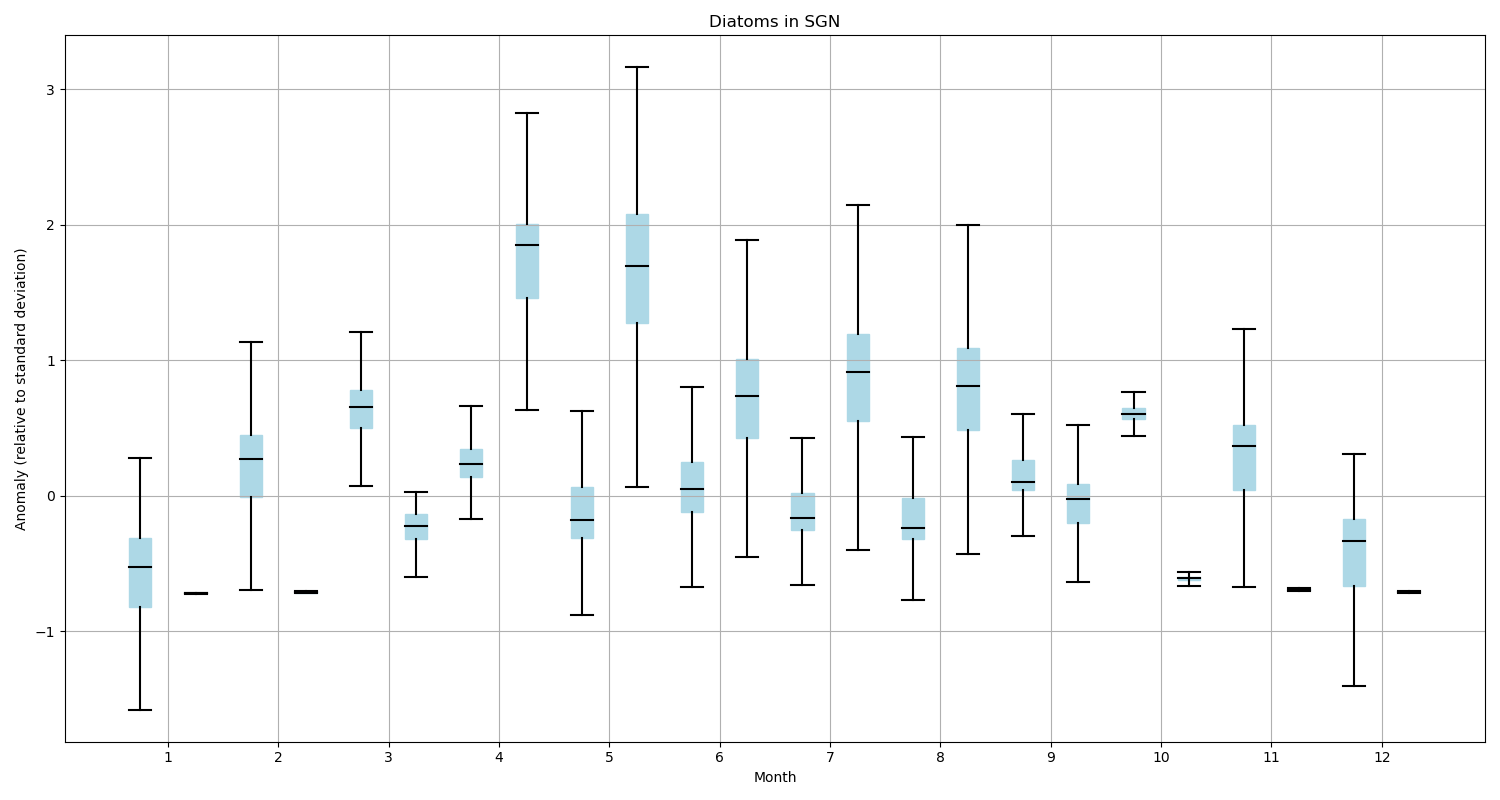 Diatoms in SGN
Anomaly (relative to standard deviation)
3
2
1
0
−1
1 2 3 4 5 6 7 8 9 10 11 12
Month